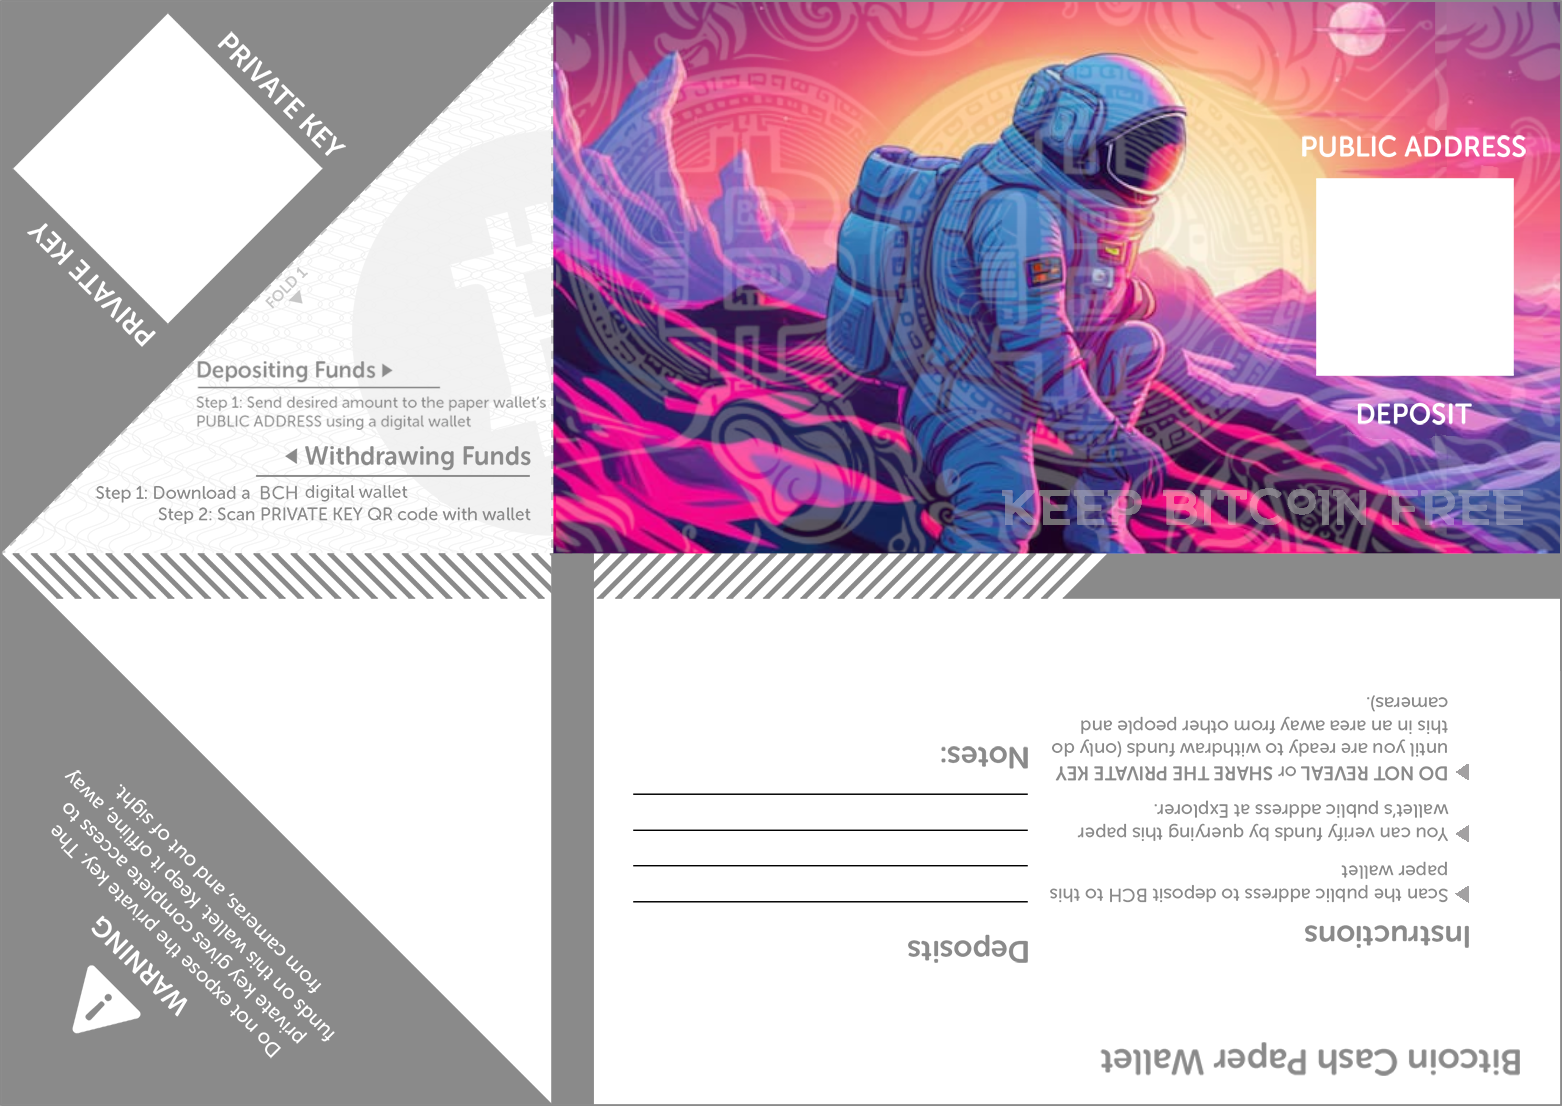 PRIVATE KEY
PRIVATE KEY
FOLD 1
Depositing Funds
Step 1: Send desired amount to the paper wallet's
PUBLIC ADDRESS using a digital wallet
Withdrawing Funds
Step 1: Download a BCH digital wallet
Step 2: Scan PRIVATE KEY QR code with wallet
PUBLIC ADDRESS
DEPOSIT
KEEP BITCOIN FREE
WARNING
Do not expose the private key. The
private key gives complete access to
funds on this wallet. Keep it offline, away
from cameras, and out of sight.
Bitcoin Cash Paper Wallet
Instructions
Scan the public address to deposit BCH to this
paper wallet
You can verify funds by querying this paper
wallet's public address at Explorer.
DO NOT REVEAL or SHARE THE PRIVATE KEY
until you are ready to withdraw funds (only do
this in an area away from other people and
cameras).
Deposits
Notes: